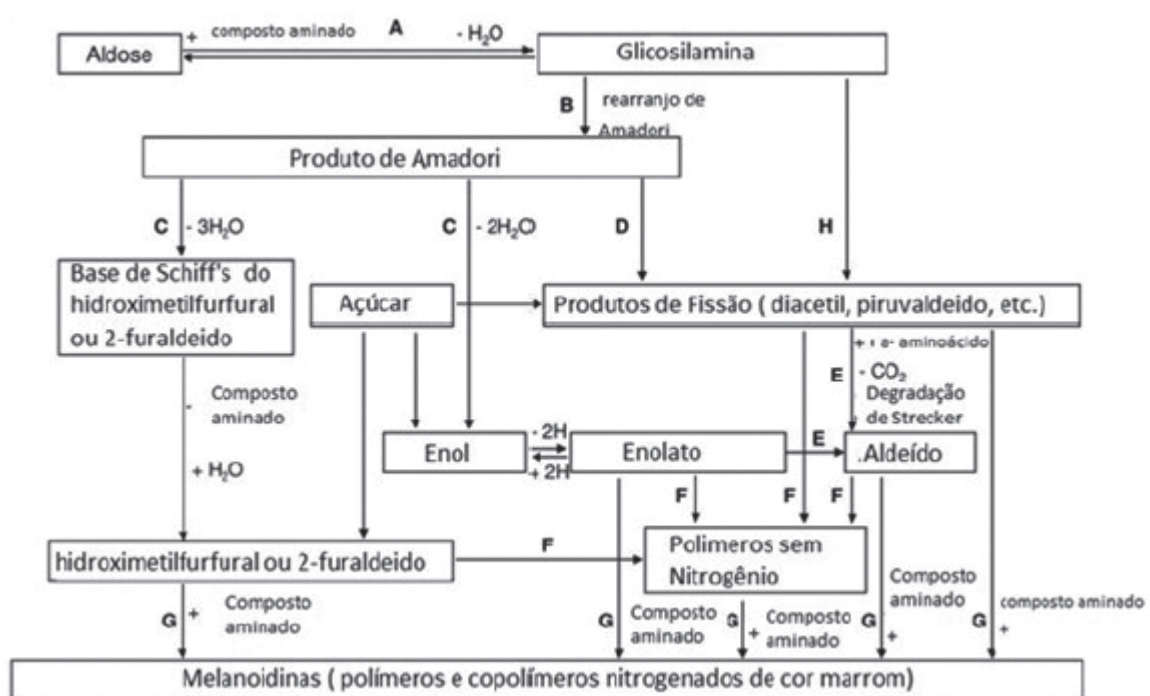 + composto aminado A - H₂O
Aldose
Glicosilamina
B rearranjo de
Amadori
Produto de Amadori
C - 3H₂O
C - 2H₂O
D
H
Base de Schiff's do
hidroximetilfurfural
ou 2-furaldeido
Açúcar
Produtos de Fissão ( diacetil, piruvaldeido, etc.)
- Composto
aminado
+ H₂O
E - CO₂
Degradação
de Strecker
Enol
- 2H
+ 2H
Enolato
E
.Aldeído
F
F
F
hidroximetilfurfural ou 2-furaldeido
F
Polimeros sem
Nitrogênio
G + Composto
aminado
G Composto
aminado
G + Composto
aminado
G + Composto
aminado
G + composto aminado
Melanoidinas ( polímeros e copolímeros nitrogenados de cor marrom)